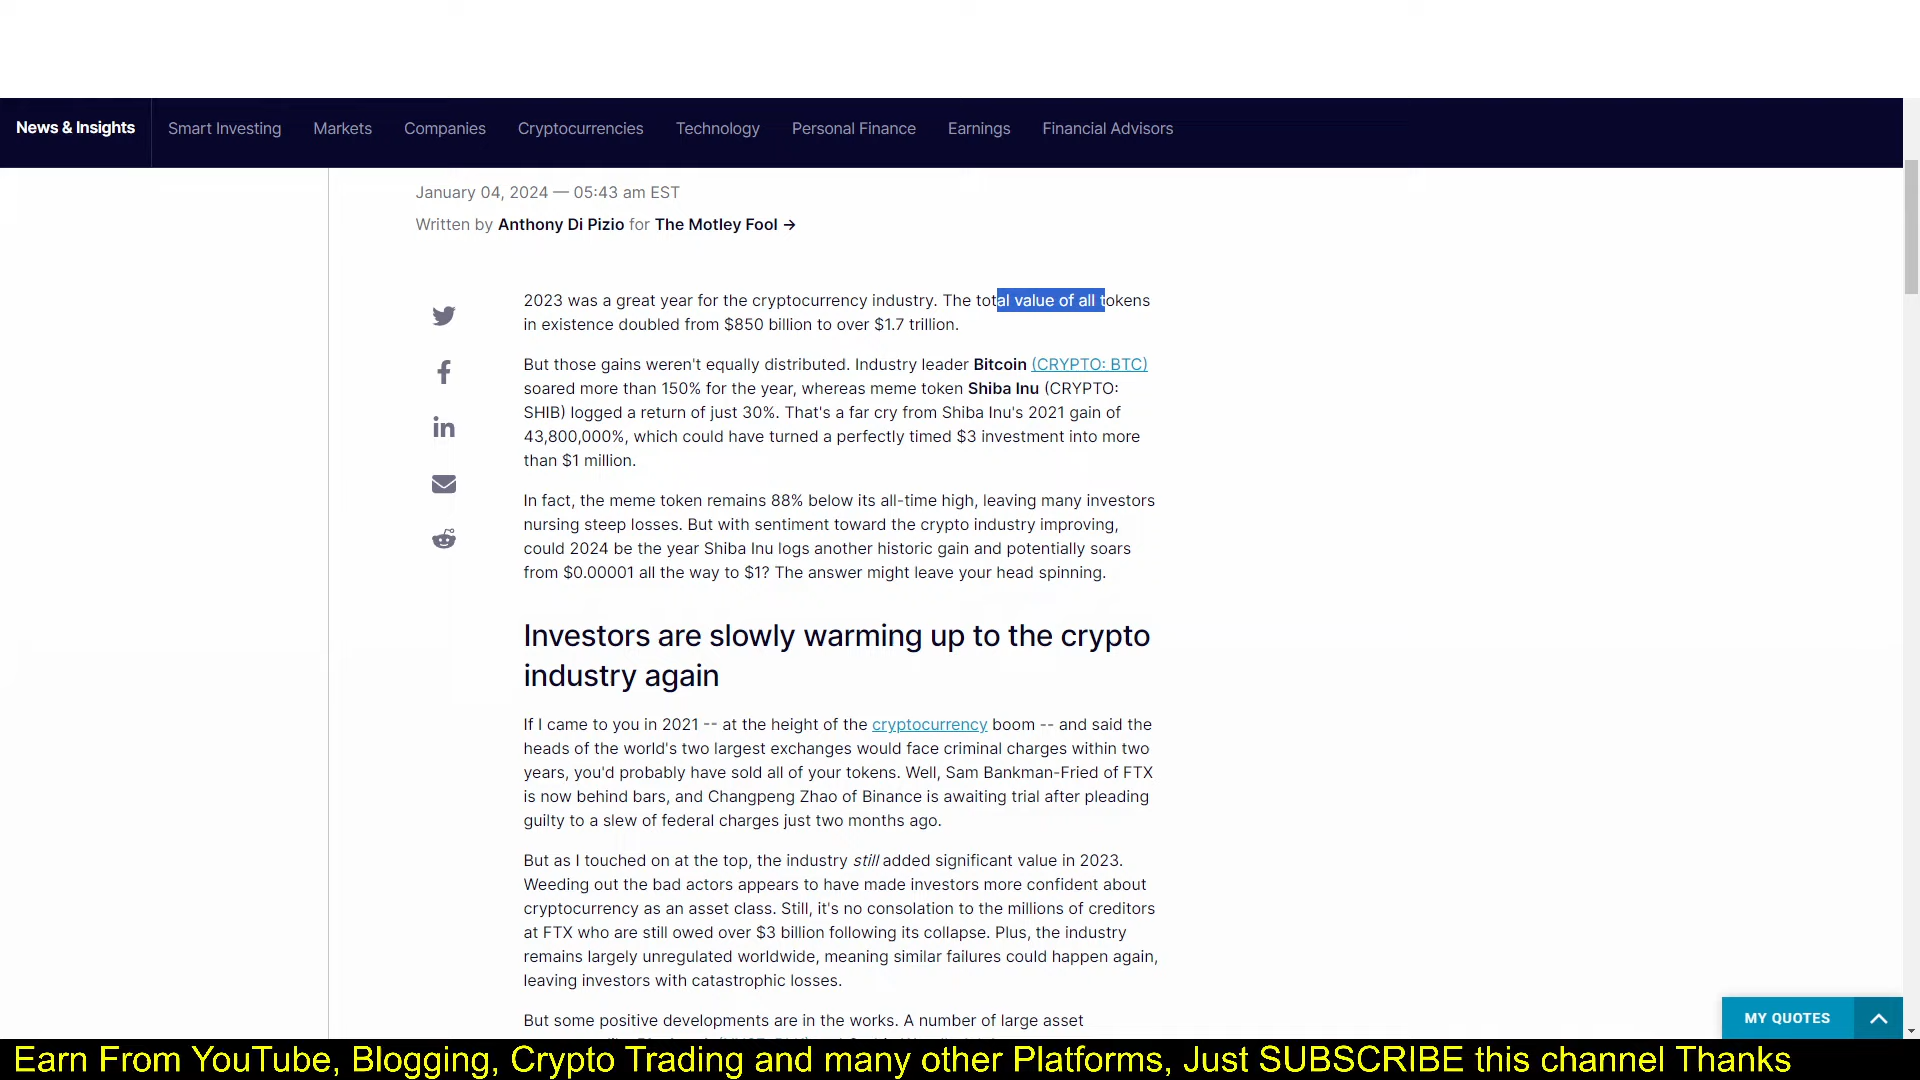 News & Insights
Smart Investing
Markets
Companies
Cryptocurrencies
Technology
Personal Finance
Earnings
Financial Advisors
January 04, 2024 — 05:43 am EST
Written by Anthony Di Pizio for The Motley Fool →
2023 was a great year for the cryptocurrency industry. The total value of all tokens
in existence doubled from $850 billion to over $1.7 trillion.
But those gains weren't equally distributed. Industry leader Bitcoin (CRYPTO: BTC)
soared more than 150% for the year, whereas meme token Shiba Inu (CRYPTO:
SHIB) logged a return of just 30%. That's a far cry from Shiba Inu's 2021 gain of
43,800,000%, which could have turned a perfectly timed $3 investment into more
than $1 million.
In fact, the meme token remains 88% below its all-time high, leaving many investors
nursing steep losses. But with sentiment toward the crypto industry improving,
could 2024 be the year Shiba Inu logs another historic gain and potentially soars
from $0.00001 all the way to $1? The answer might leave your head spinning.
Investors are slowly warming up to the crypto
industry again
If I came to you in 2021 -- at the height of the cryptocurrency boom -- and said the
heads of the world's two largest exchanges would face criminal charges within two
years, you'd probably have sold all of your tokens. Well, Sam Bankman-Fried of FTX
is now behind bars, and Changpeng Zhao of Binance is awaiting trial after pleading
guilty to a slew of federal charges just two months ago.
But as I touched on at the top, the industry still added significant value in 2023.
Weeding out the bad actors appears to have made investors more confident about
cryptocurrency as an asset class. Still, it's no consolation to the millions of creditors
at FTX who are still owed over $3 billion following its collapse. Plus, the industry
remains largely unregulated worldwide, meaning similar failures could happen again,
leaving investors with catastrophic losses.
But some positive developments are in the works. A number of large asset
MY QUOTES
Earn From YouTube, Blogging, Crypto Trading and many other Platforms, Just SUBSCRIBE this channel Thanks